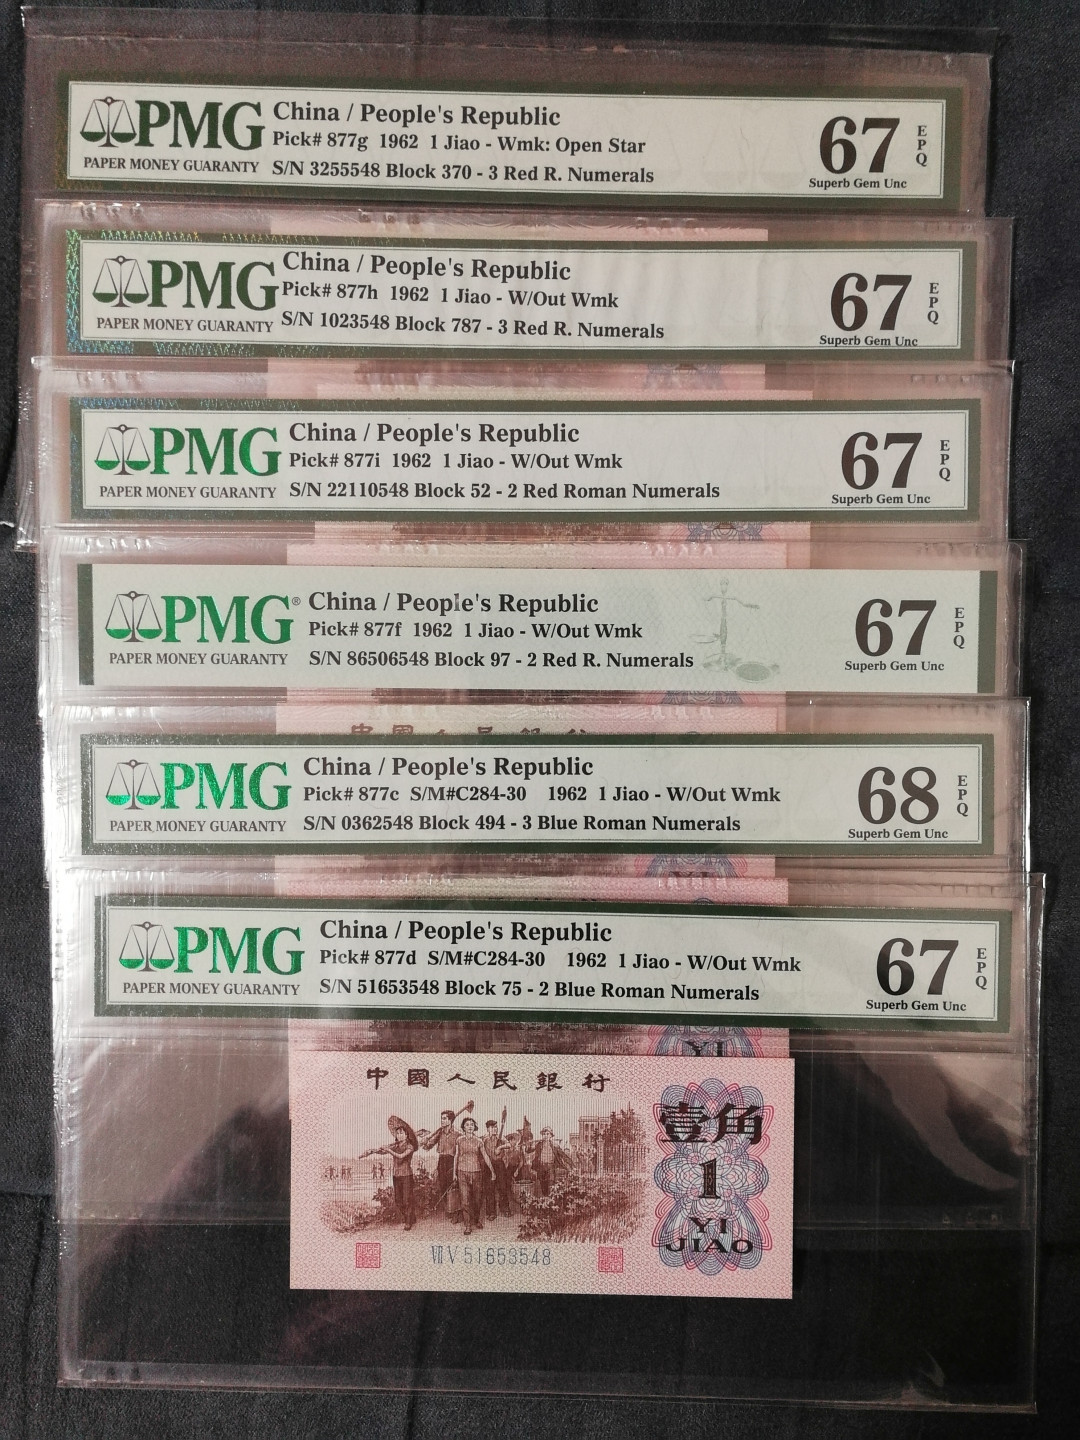 PMG
PAPER MONEY GUARANTY
China / People's Republic
Pick# 877g 1962 1 Jiao - Wmk: Open Star
S/N 3255548 Block 370 - 3 Red R. Numerals
67
EPQ
Superb Gem Unc
PMG
PAPER MONEY GUARANTY
China / People's Republic
Pick# 877h 1962 1 Jiao - W/Out Wmk
S/N 1023548 Block 787 - 3 Red R. Numerals
67
EPQ
Superb Gem Unc
PMG
PAPER MONEY GUARANTY
China / People's Republic
Pick# 877i 1962 1 Jiao - W/Out Wmk
S/N 22110548 Block 52 - 2 Red Roman Numerals
67
EPQ
Superb Gem Unc
PMG®
PAPER MONEY GUARANTY
China / People's Republic
Pick# 877f 1962 1 Jiao - W/Out Wmk
S/N 86506548 Block 97 - 2 Red R. Numerals
67
EPQ
Superb Gem Unc
中國人民銀行
PMG
PAPER MONEY GUARANTY
China / People's Republic
Pick# 877c S/M#C284-30 1962 1 Jiao - W/Out Wmk
S/N 0362548 Block 494 - 3 Blue Roman Numerals
68
EPQ
Superb Gem Unc
PMG
PAPER MONEY GUARANTY
China / People's Republic
Pick# 877d S/M#C284-30 1962 1 Jiao - W/Out Wmk
S/N 51653548 Block 75 - 2 Blue Roman Numerals
67
EPQ
Superb Gem Unc
YI
中國人民銀行
壹角
1
YI
JIAO
VII V 51653548